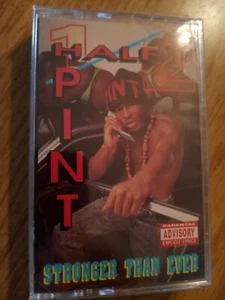 1 2
HALF
PINT
PARENTAL
ADVISORY
EXPLICIT LYRICS
STRONGER THAN EVER